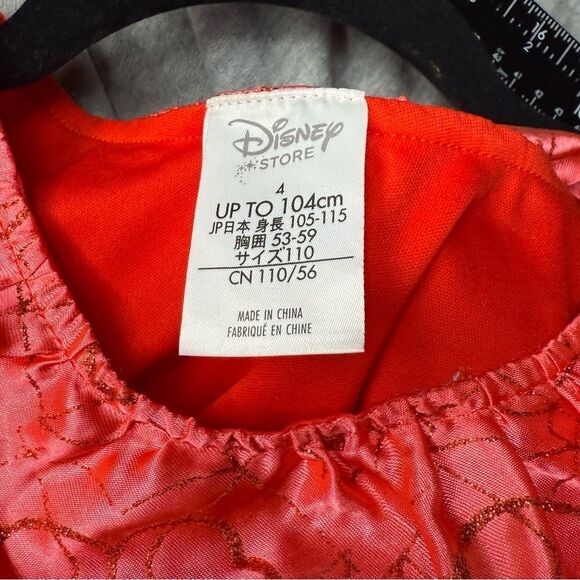 Disney
STORE
4
UP TO 104cm
JP日本 身長 105-115
胸囲 53-59
サイズ110
CN 110/56
MADE IN CHINA
FABRIQUÉ EN CHINE